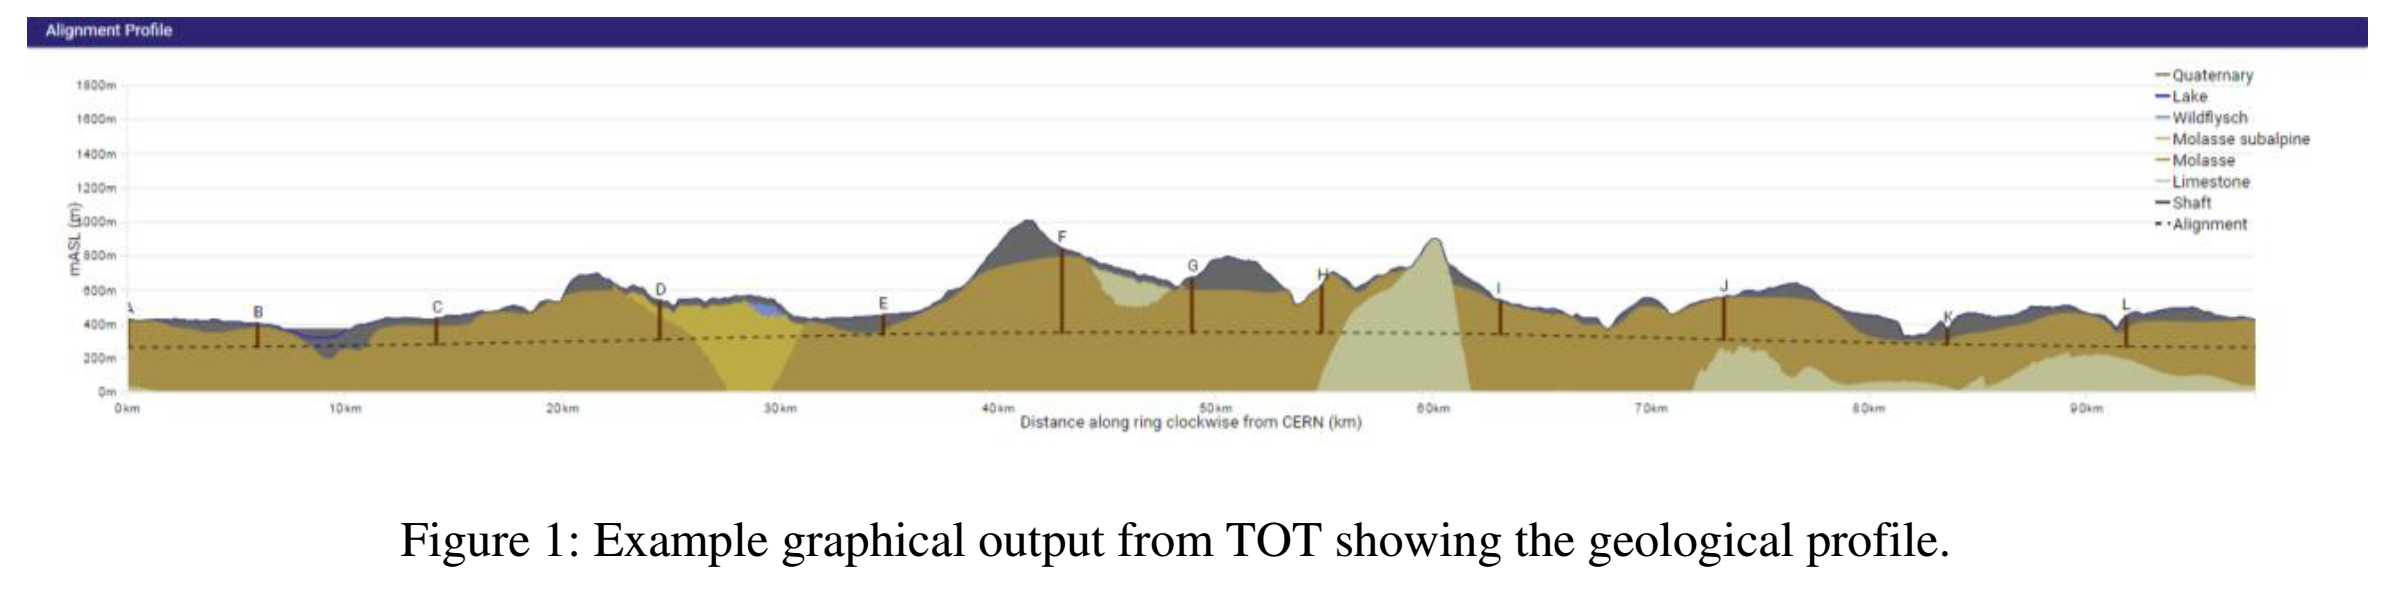 Alignment Profile
1800m
1600m
1400m
1200m
1000m
800m
600m
400m
200m
0m
mASL (m)
Quaternary
Lake
Wildflysch
Molasse subalpine
Molasse
Limestone
Shaft
Alignment
A B C D E F G H I J K L
0km 10km 20km 30km 40km 50km 60km 70km 80km 90km
Distance along ring clockwise from CERN (km)
Figure 1: Example graphical output from TOT showing the geological profile.